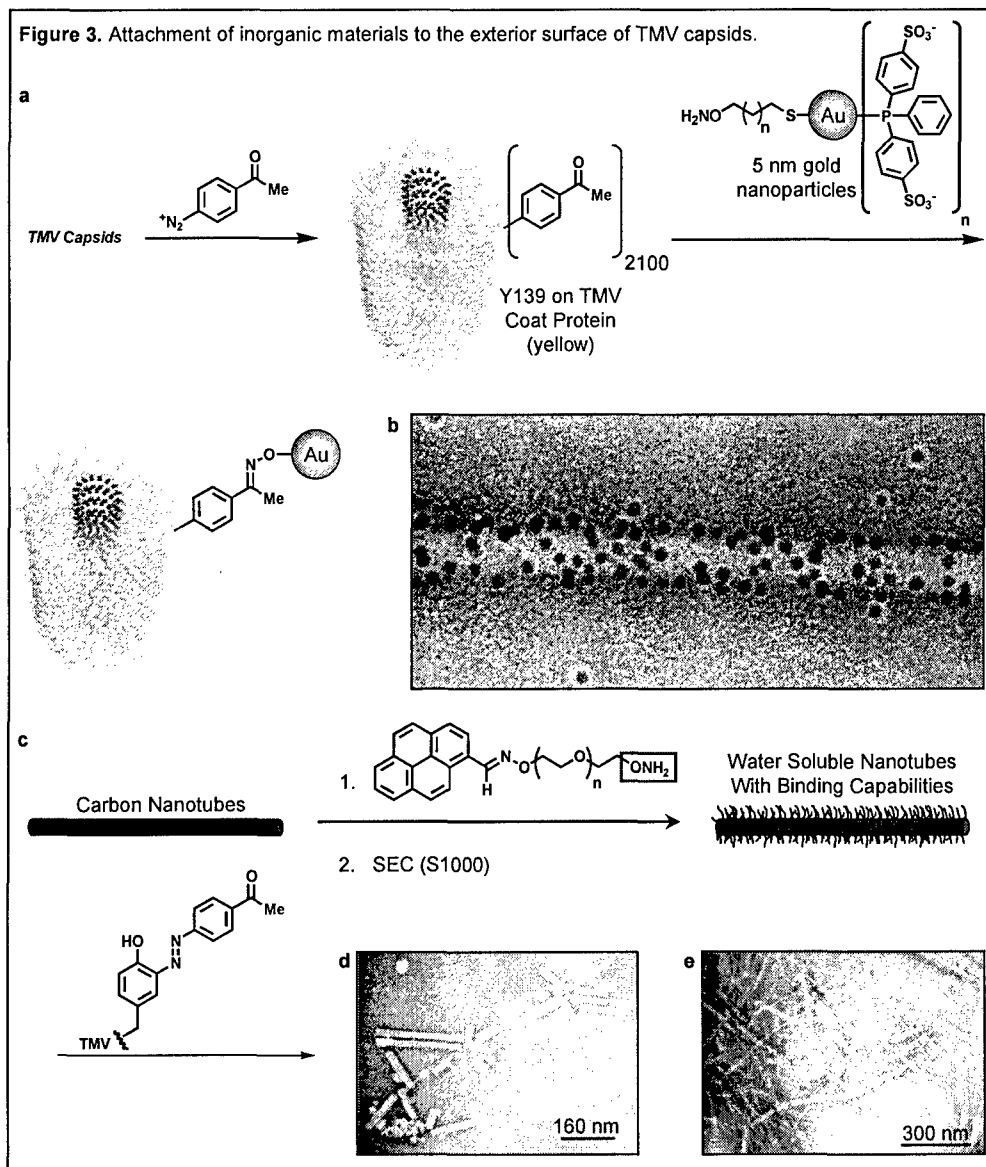 Figure 3. Attachment of inorganic materials to the exterior surface of TMV capsids.
a
SO3-
H2NO
n
S
Au
P
5 nm gold
nanoparticles
SO3-
n
O
Me
+N2
TMV Capsids
O
Me
2100
Y139 on TMV
Coat Protein
(yellow)
N
O
Au
Me
b
c
Carbon Nanotubes
1.
N
O
H
O
n
ONH2
2. SEC (S1000)
Water Soluble Nanotubes
With Binding Capabilities
O
Me
HO
N
N
TMV
d
160 nm
e
300 nm